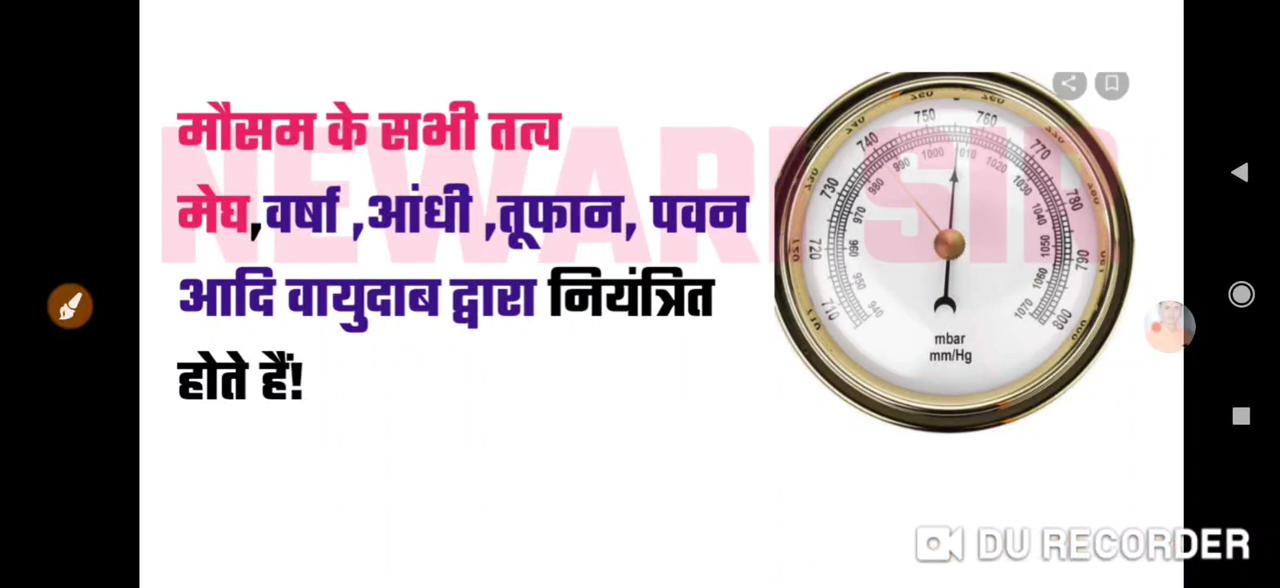 मौसम के सभी तत्व
मेघ,वर्षा ,आंधी ,तूफान, पवन
आदि वायुदाब द्वारा नियंत्रित
होते हैं!
710 720 730 740 750 760 770 780 790 800
940 950 960 970 980 990 1000 1010 1020 1030 1040 1050 1060 1070
mbar
mm/Hg
DU RECORDER